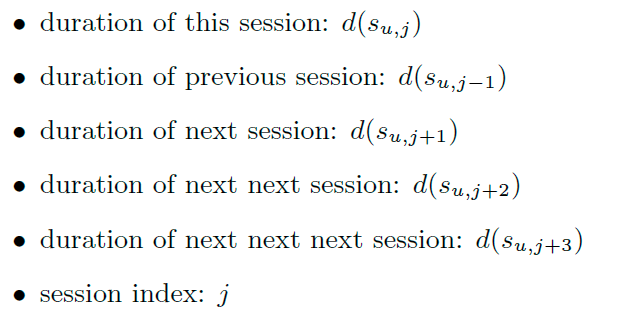 • duration of this session: d(s_{u,j})
• duration of previous session: d(s_{u,j−1})
• duration of next session: d(s_{u,j+1})
• duration of next next session: d(s_{u,j+2})
• duration of next next next session: d(s_{u,j+3})
• session index: j